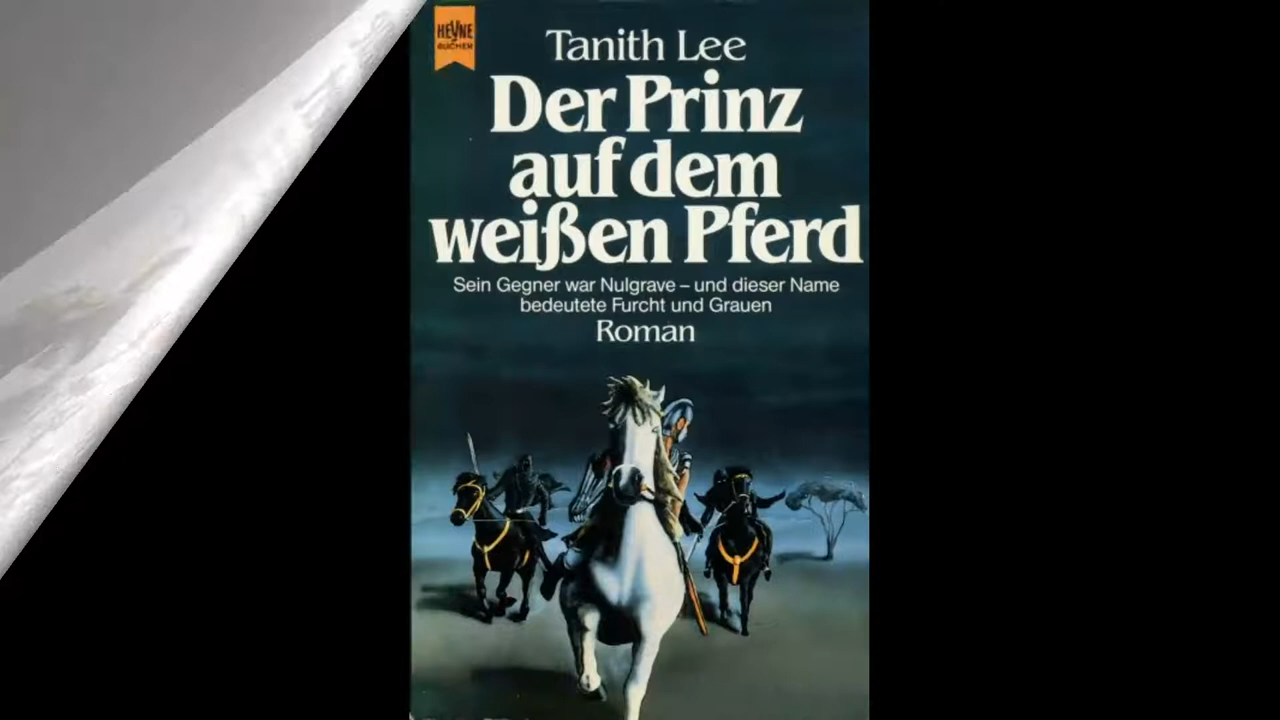 HEYNE
BÜCHER
Tanith Lee
Der Prinz
auf dem
weißen Pferd
Sein Gegner war Nulgrave – und dieser Name
bedeutete Furcht und Grauen
Roman